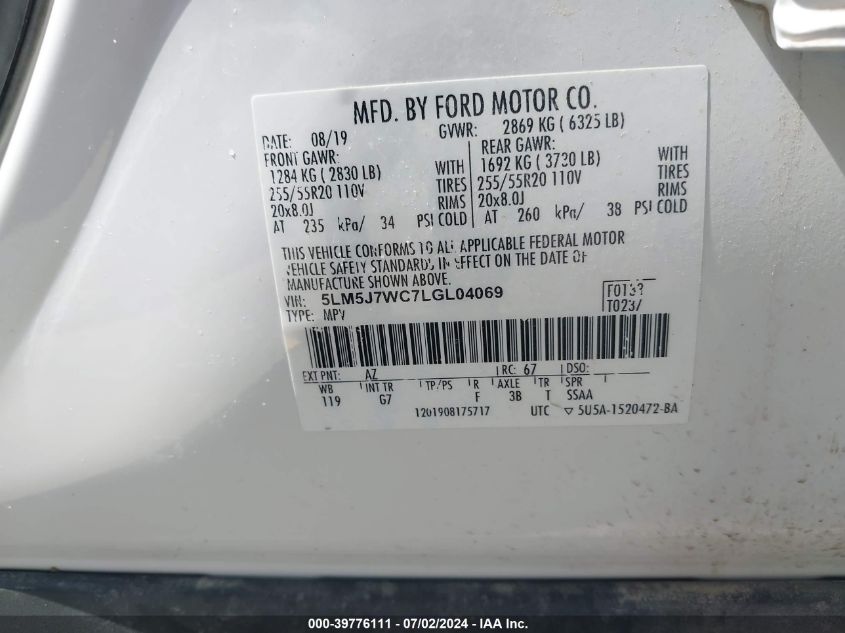 MFD. BY FORD MOTOR CO.
DATE: 08/19 GVWR: 2869 KG ( 6325 LB)
FRONT GAWR: REAR GAWR:
1284 KG ( 2830 LB) WITH 1692 KG ( 3730 LB) WITH
255/55R20 110V TIRES 255/55R20 110V TIRES
20x8.0J RIMS 20x8.0J RIMS
AT 235 kPa/ 34 PSI COLD AT 260 kPa/ 38 PSI COLD
THIS VEHICLE CONFORMS TO ALL APPLICABLE FEDERAL MOTOR
VEHICLE SAFETY STANDARDS IN EFFECT ON THE DATE OF
MANUFACTURE SHOWN ABOVE.
VIN: 5LM5J7WC7LGL04069
TYPE: MPV
F013?
T0237
EXT PNT: AZ RC: 67 DSO:
WB INT TR TP/PS R AXLE TR SPR
119 G7 F 3B T SSAA
1201908175717 UTC ▽ 5U5A-1520472-BA
000-39776111 - 07/02/2024 - IAA Inc.